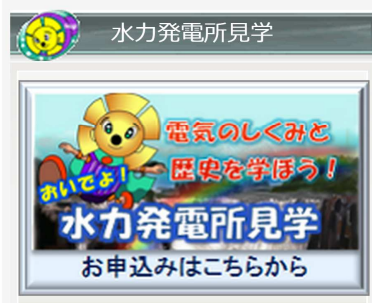 水力発電所見学
電気のしくみと
歴史を学ぼう！
おいでよ！
水力発電所見学
お申込みはこちらから